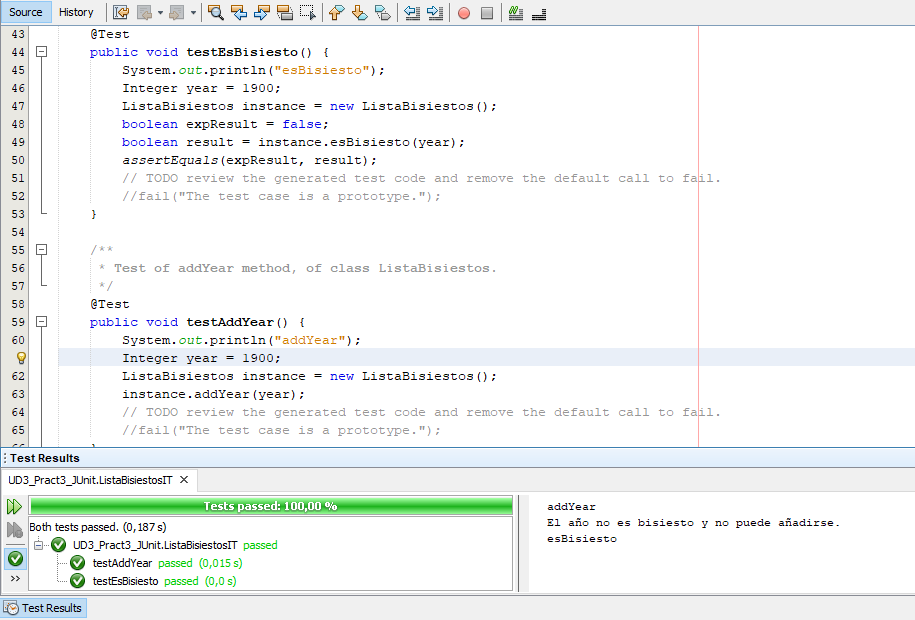 Source History
43 @Test
44 public void testEsBisiesto() {
45 System.out.println("esBisiesto");
46 Integer year = 1900;
47 ListaBisiestos instance = new ListaBisiestos();
48 boolean expResult = false;
49 boolean result = instance.esBisiesto(year);
50 assertEquals(expResult, result);
51 // TODO review the generated test code and remove the default call to fail.
52 //fail("The test case is a prototype.");
53 }
54
55 /**
56 * Test of addYear method, of class ListaBisiestos.
57 */
58 @Test
59 public void testAddYear() {
60 System.out.println("addYear");
Integer year = 1900;
62 ListaBisiestos instance = new ListaBisiestos();
63 instance.addYear(year);
64 // TODO review the generated test code and remove the default call to fail.
65 //fail("The test case is a prototype.");
Test Results
UD3_Pract3_JUnit.ListaBisiestosIT
Tests passed: 100,00 %
Both tests passed. (0,187 s)
UD3_Pract3_JUnit.ListaBisiestosIT passed
testAddYear passed (0,015 s)
testEsBisiesto passed (0,0 s)
addYear
El año no es bisiesto y no puede añadirse.
esBisiesto
Test Results